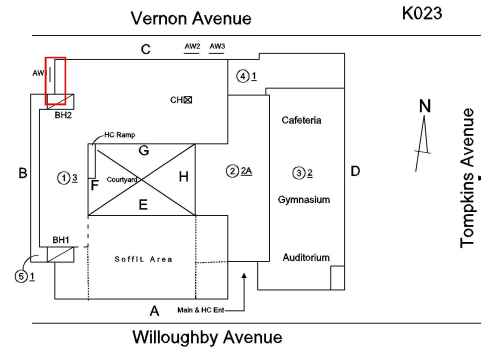 Vernon Avenue
K023
C
AW2
AW3
AW
4 1
CH
BH2
Cafeteria
HC Ramp
N
G
B
1 3
F
Courtyard
H
2 2A
3 2
D
E
Gymnasium
Tompkins Avenue
BH1
Soffit Area
Auditorium
5 1
A
Main & HC Ent
Willoughby Avenue